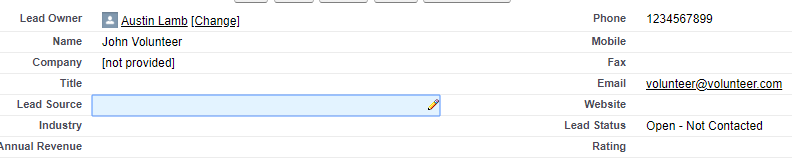 Lead Owner Austin Lamb [Change] Phone 1234567899
Name John Volunteer Mobile
Company [not provided] Fax
Title Email volunteer@volunteer.com
Lead Source Website
Industry Lead Status Open - Not Contacted
Annual Revenue Rating